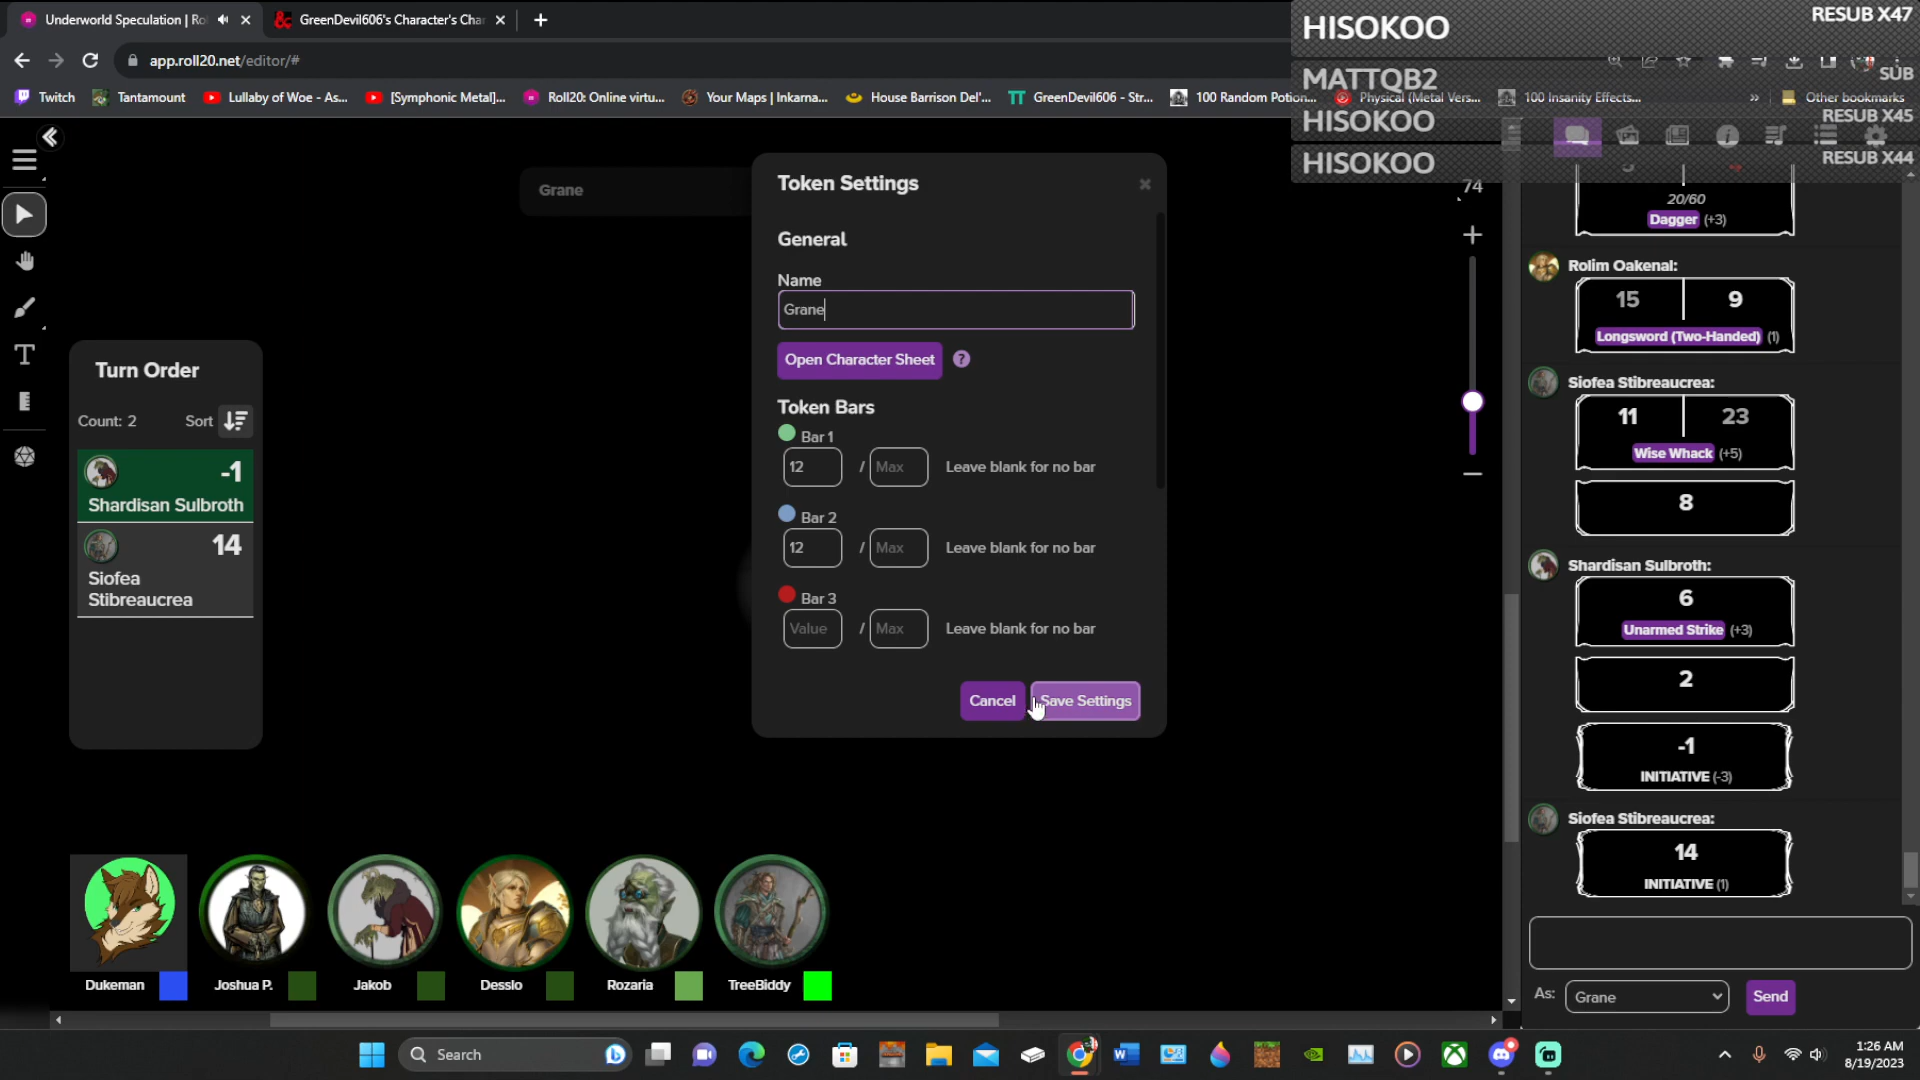 Underworld Speculation | Ro
GreenDevil606's Character's Char
app.roll20.net/editor/#
Twitch
Tantamount
Lullaby of Woe - As...
[Symphonic Metal]...
Roll20: Online virtu...
Your Maps | Inkarna...
House Barrison Del'...
GreenDevil606 - Str...
100 Random Potion...
Physical (Metal Vers...
100 Insanity Effects...
Other bookmarks
HISOKOO
RESUB X47
MATTQB2
SUB
HISOKOO
RESUB X45
HISOKOO
RESUB X44
Grane
Token Settings
General
Name
Grane
Open Character Sheet
?
Token Bars
Bar 1
12
/
Max
Leave blank for no bar
Bar 2
12
/
Max
Leave blank for no bar
Bar 3
Value
/
Max
Leave blank for no bar
Cancel
Save Settings
74
Turn Order
Count: 2
Sort
-1
Shardisan Sulbroth
14
Siofea
Stibreaucrea
20/60
Dagger (+3)
Rolim Oakenal:
15
9
Longsword (Two-Handed) (1)
Siofea Stibreaucrea:
11
23
Wise Whack (+5)
8
Shardisan Sulbroth:
6
Unarmed Strike (+3)
2
-1
INITIATIVE (-3)
Siofea Stibreaucrea:
14
INITIATIVE (1)
As:
Grane
Send
Dukeman
Joshua P.
Jakob
Desslo
Rozaria
TreeBiddy
Search
1:26 AM
8/19/2023